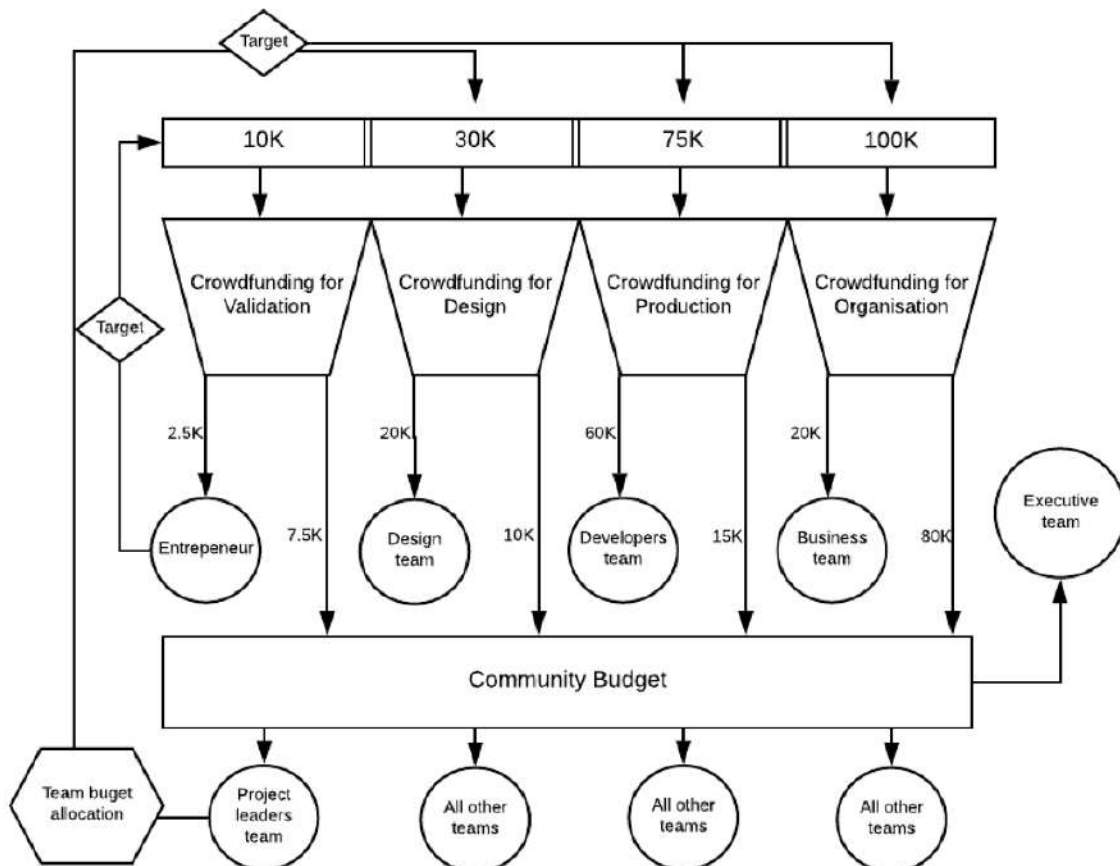 Target
10K
30K
75K
100K
Crowdfunding for
Validation
Crowdfunding for
Design
Crowdfunding for
Production
Crowdfunding for
Organisation
Target
2.5K
20K
60K
20K
Entrepeneur
7.5K
Design
team
10K
Developers
team
15K
Business
team
80K
Executive
team
Community Budget
Team buget
allocation
Project
leaders
team
All other
teams
All other
teams
All other
teams